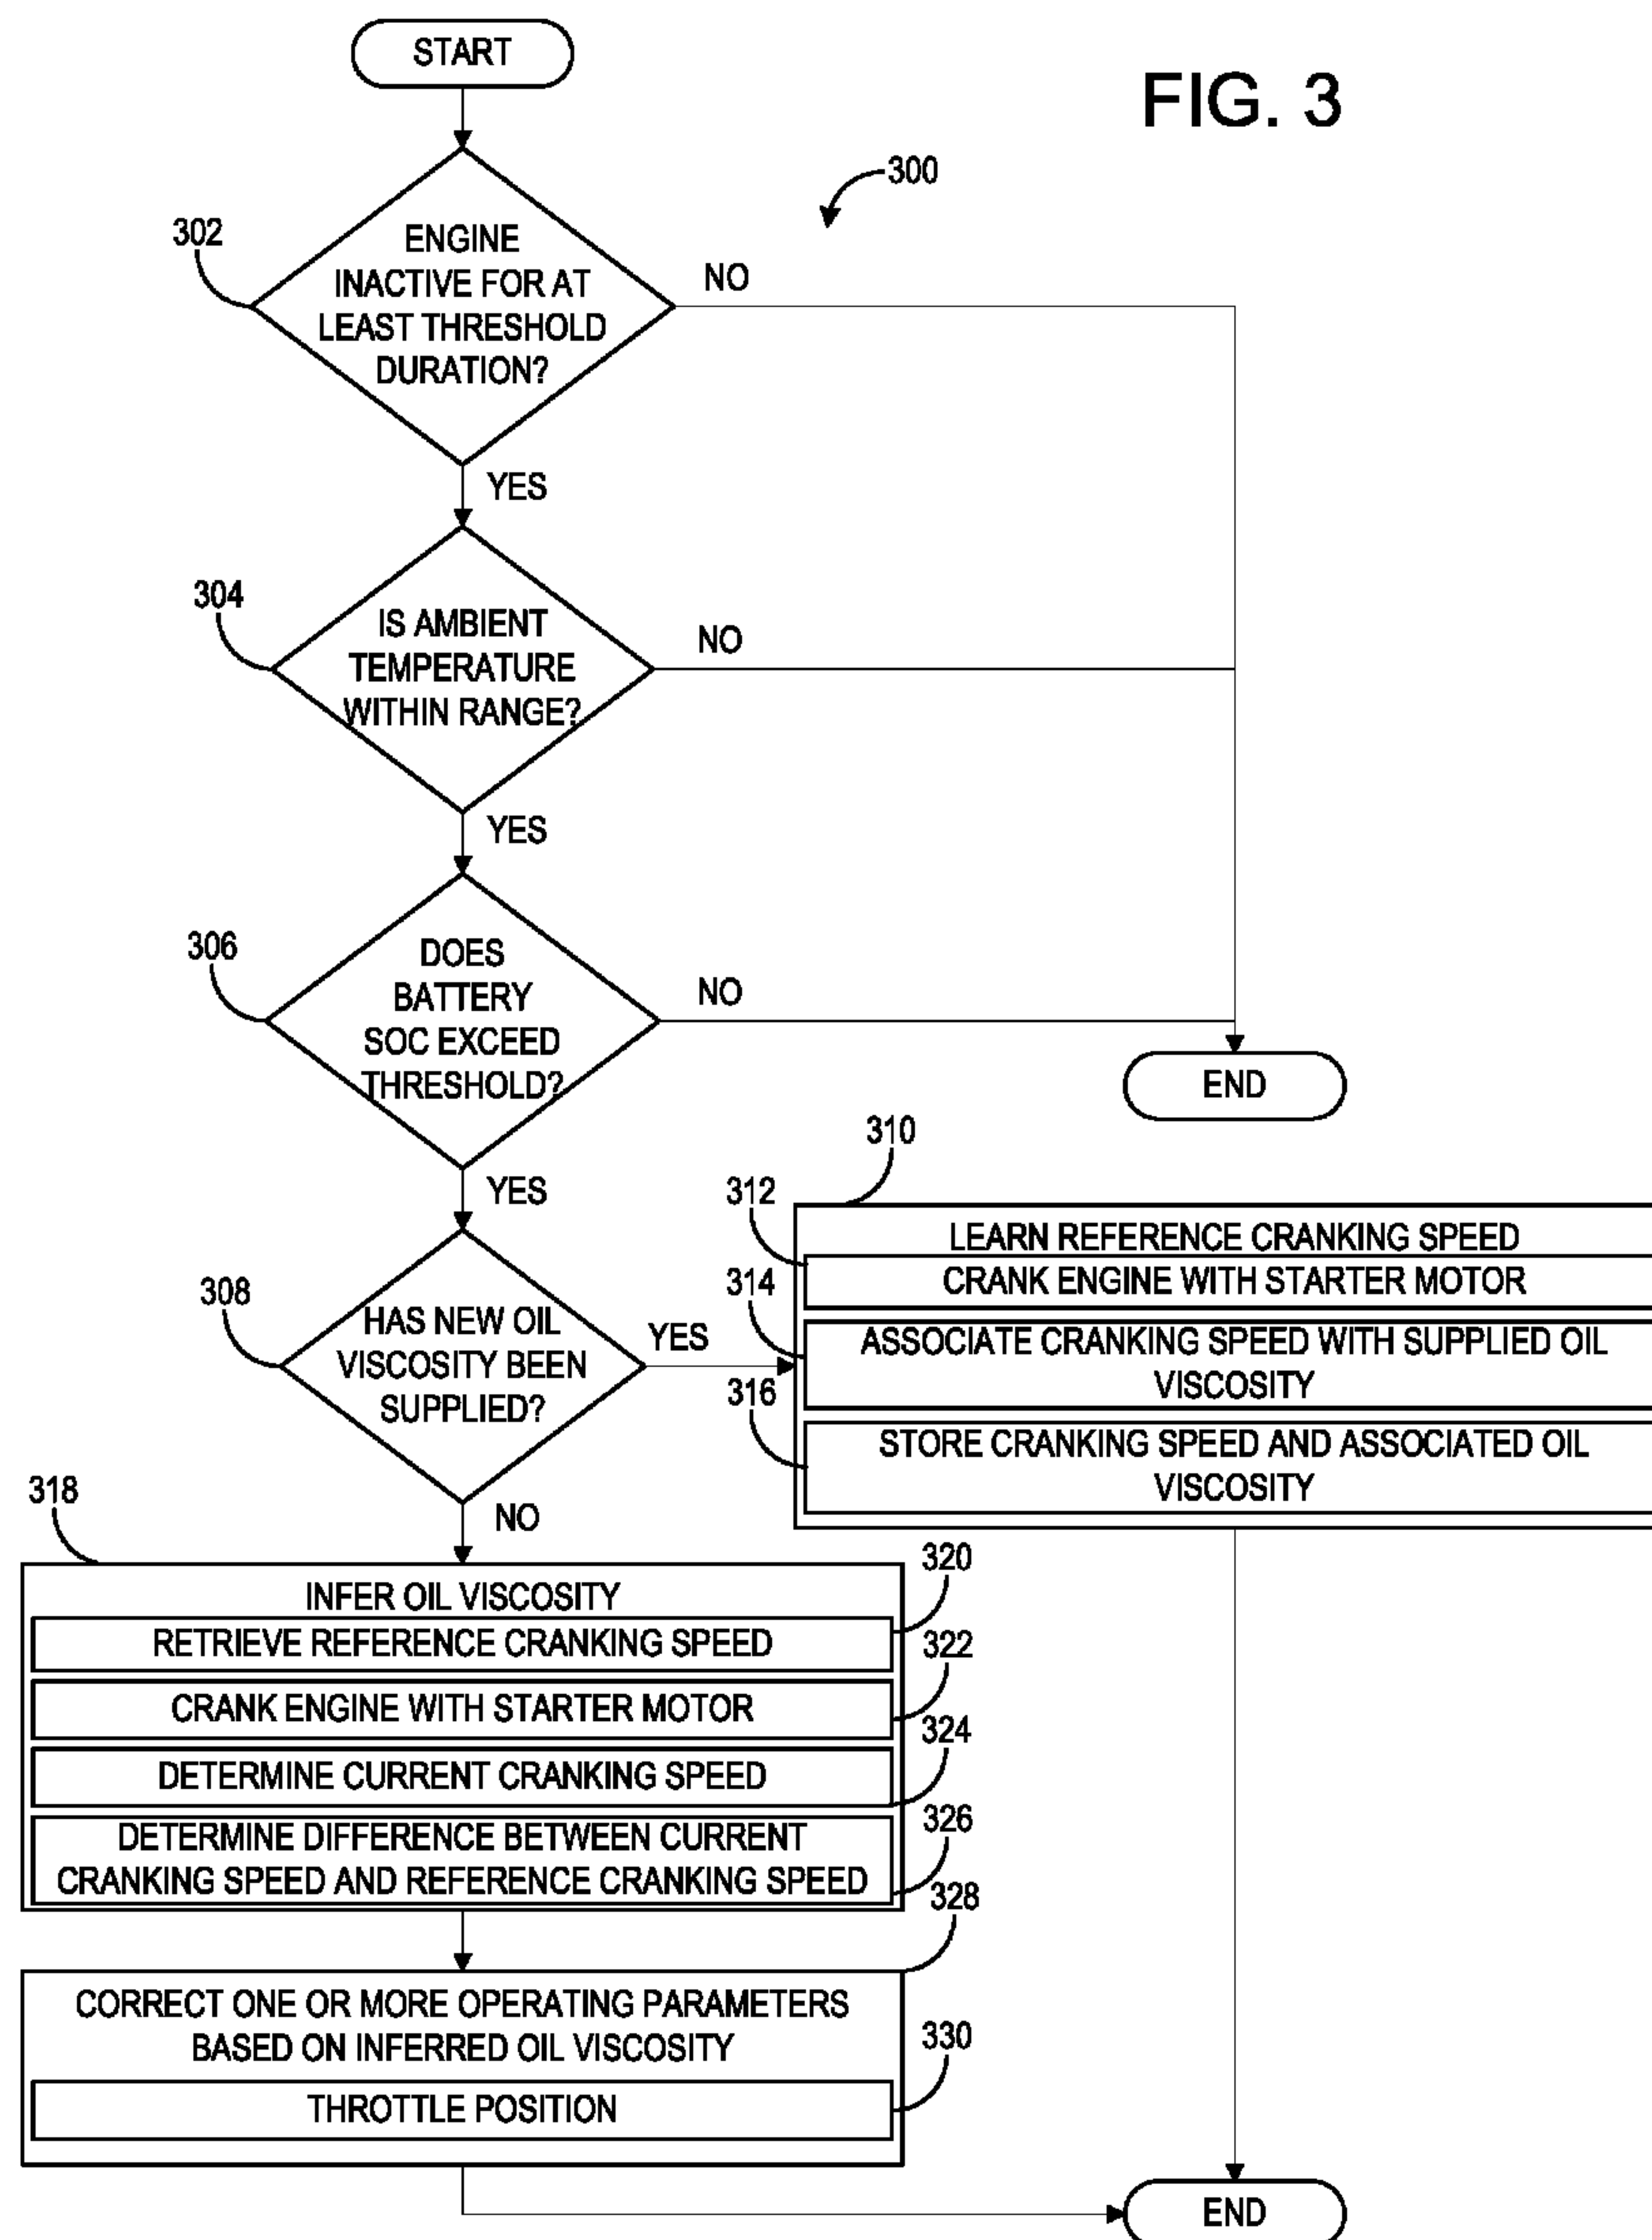 START
FIG. 3
300
302
ENGINE
INACTIVE FOR AT
LEAST THRESHOLD
DURATION?
NO
YES
304
IS AMBIENT
TEMPERATURE
WITHIN RANGE?
NO
YES
306
DOES
BATTERY
SOC EXCEED
THRESHOLD?
NO
END
YES
308
HAS NEW OIL
VISCOSITY BEEN
SUPPLIED?
YES
310
LEARN REFERENCE CRANKING SPEED
312
CRANK ENGINE WITH STARTER MOTOR
314
ASSOCIATE CRANKING SPEED WITH SUPPLIED OIL
VISCOSITY
316
STORE CRANKING SPEED AND ASSOCIATED OIL
VISCOSITY
NO
318
INFER OIL VISCOSITY
320
RETRIEVE REFERENCE CRANKING SPEED
322
CRANK ENGINE WITH STARTER MOTOR
324
DETERMINE CURRENT CRANKING SPEED
326
DETERMINE DIFFERENCE BETWEEN CURRENT
CRANKING SPEED AND REFERENCE CRANKING SPEED
328
CORRECT ONE OR MORE OPERATING PARAMETERS
BASED ON INFERRED OIL VISCOSITY
330
THROTTLE POSITION
END